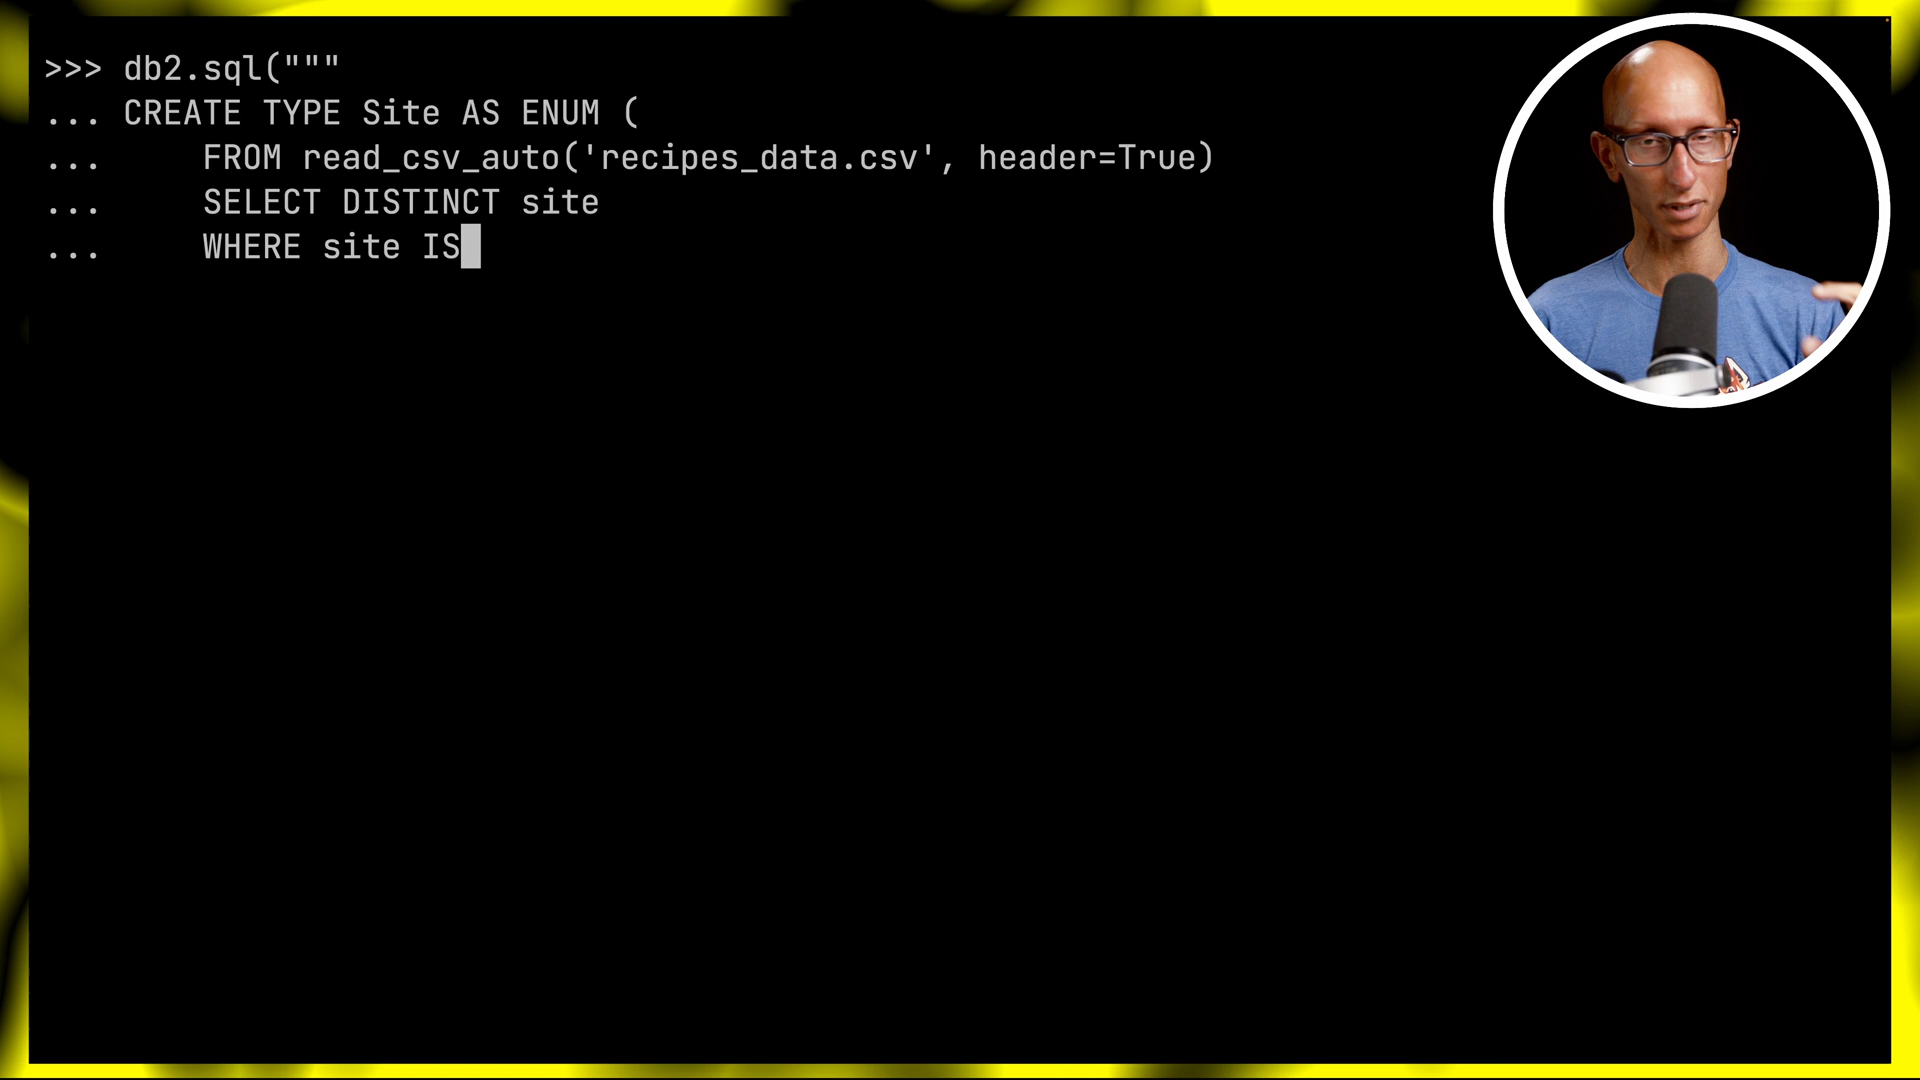 >>> db2.sql("""
... CREATE TYPE Site AS ENUM (
...     FROM read_csv_auto('recipes_data.csv', header=True)
...     SELECT DISTINCT site
...     WHERE site IS